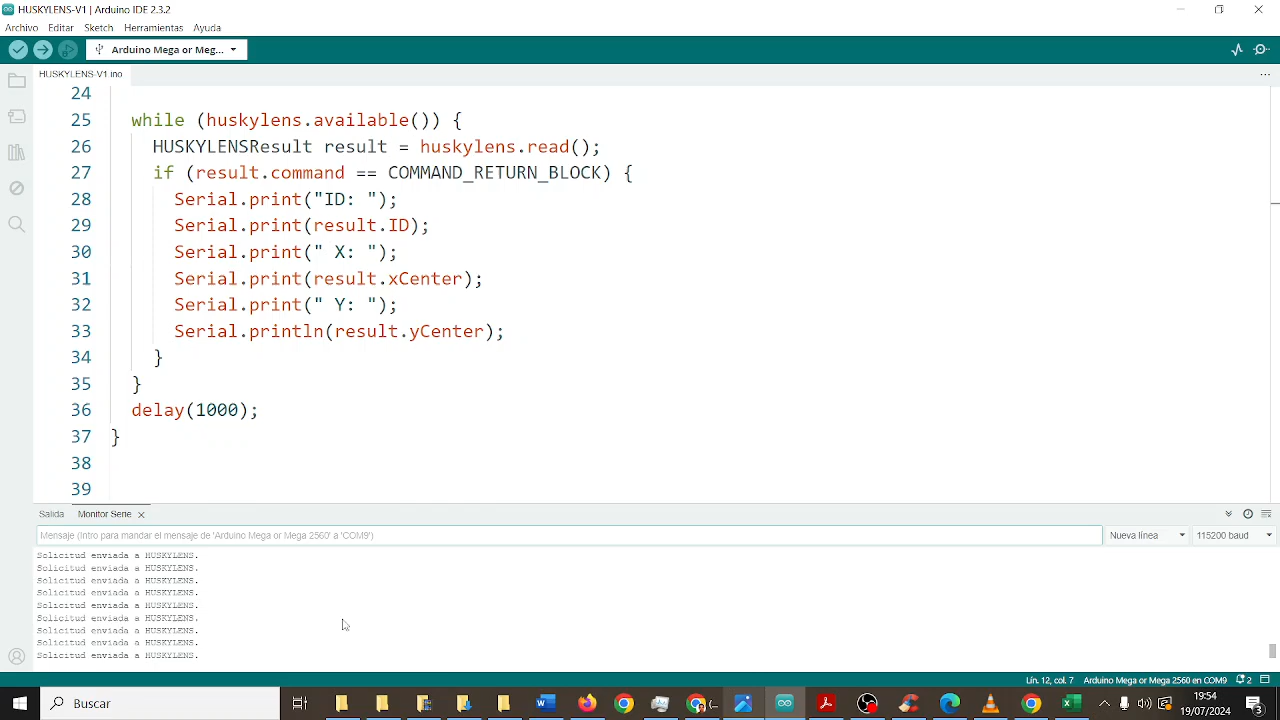 HUSKYLENS-V1 | Arduino IDE 2.3.2
Archivo Editar Sketch Herramientas Ayuda
Arduino Mega or Meg...
HUSKYLENS-V1.ino
24
25 while (huskylens.available()) {
26 HUSKYLENSResult result = huskylens.read();
27 if (result.command == COMMAND_RETURN_BLOCK) {
28 Serial.print("ID: ");
29 Serial.print(result.ID);
30 Serial.print(" X: ");
31 Serial.print(result.xCenter);
32 Serial.print(" Y: ");
33 Serial.println(result.yCenter);
34 }
35 }
36 delay(1000);
37 }
38
39
Salida Monitor Serie
Mensaje (Intro para mandar el mensaje de 'Arduino Mega or Mega 2560' a 'COM9') Nueva línea 115200 baud
Solicitud enviada a HUSKYLENS.
Solicitud enviada a HUSKYLENS.
Solicitud enviada a HUSKYLENS.
Solicitud enviada a HUSKYLENS.
Solicitud enviada a HUSKYLENS.
Solicitud enviada a HUSKYLENS.
Solicitud enviada a HUSKYLENS.
Solicitud enviada a HUSKYLENS.
Solicitud enviada a HUSKYLENS.
Lín. 12, col. 7 Arduino Mega or Mega 2560 en COM9 2
Buscar
19:54
19/07/2024
3